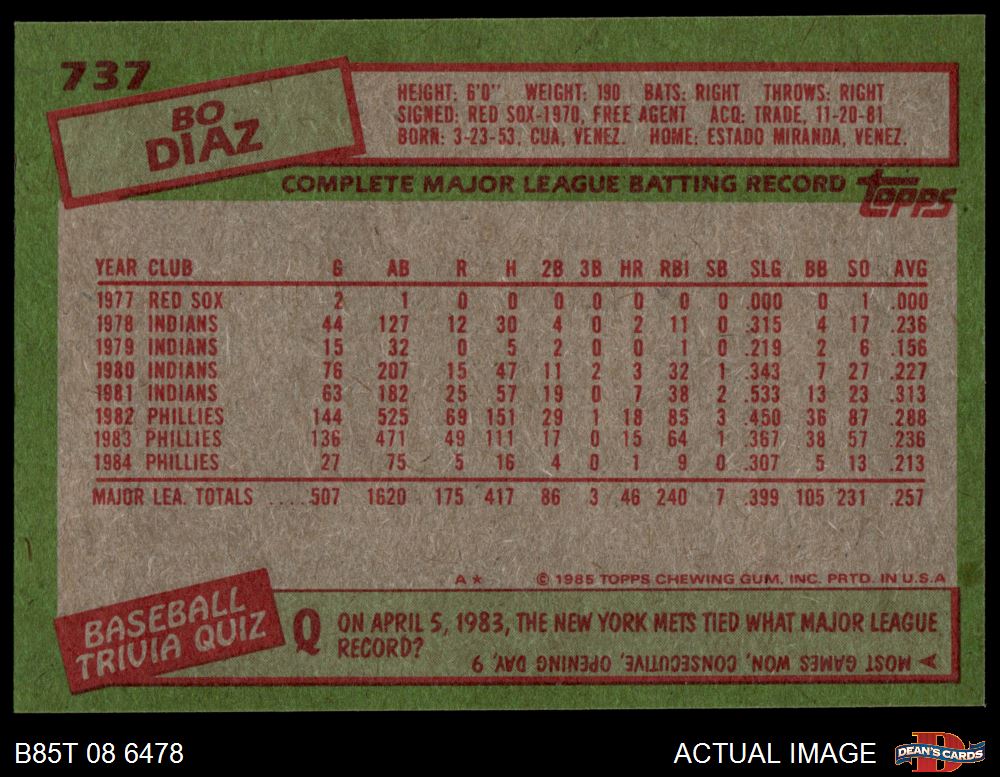 737
BO
DIAZ
HEIGHT: 6'0" WEIGHT: 190 BATS: RIGHT THROWS: RIGHT
SIGNED: RED SOX-1970, FREE AGENT ACQ: TRADE, 11-20-81
BORN: 3-23-53, CUA, VENEZ. HOME: ESTADO MIRANDA, VENEZ.
COMPLETE MAJOR LEAGUE BATTING RECORD
topps
YEAR CLUB G AB R H 2B 3B HR RBI SB SLG BB SO AVG
1977 RED SOX 2 1 0 0 0 0 0 0 0 .000 0 1 .000
1978 INDIANS 44 127 12 30 4 0 2 11 0 .315 4 17 .236
1979 INDIANS 15 32 0 5 2 0 0 1 0 .219 2 6 .156
1980 INDIANS 76 207 15 47 11 2 3 32 1 .343 7 27 .227
1981 INDIANS 63 182 25 57 19 0 7 38 2 .533 13 23 .313
1982 PHILLIES 144 525 69 151 29 1 18 85 3 .450 36 87 .288
1983 PHILLIES 136 471 49 111 17 0 15 64 1 .367 38 57 .236
1984 PHILLIES 27 75 5 16 4 0 1 9 0 .307 5 13 .213
MAJOR LEA. TOTALS .....507 1620 175 417 86 3 46 240 7 .399 105 231 .257
A★ © 1985 TOPPS CHEWING GUM, INC. PRTD. IN U.S.A
BASEBALL
TRIVIA QUIZ
Q ON APRIL 5, 1983, THE NEW YORK METS TIED WHAT MAJOR LEAGUE
RECORD?
MOST GAMES WON, CONSECUTIVE, OPENING DAY, 9
B85T 08 6478
ACTUAL IMAGE
D
DEAN'S CARDS